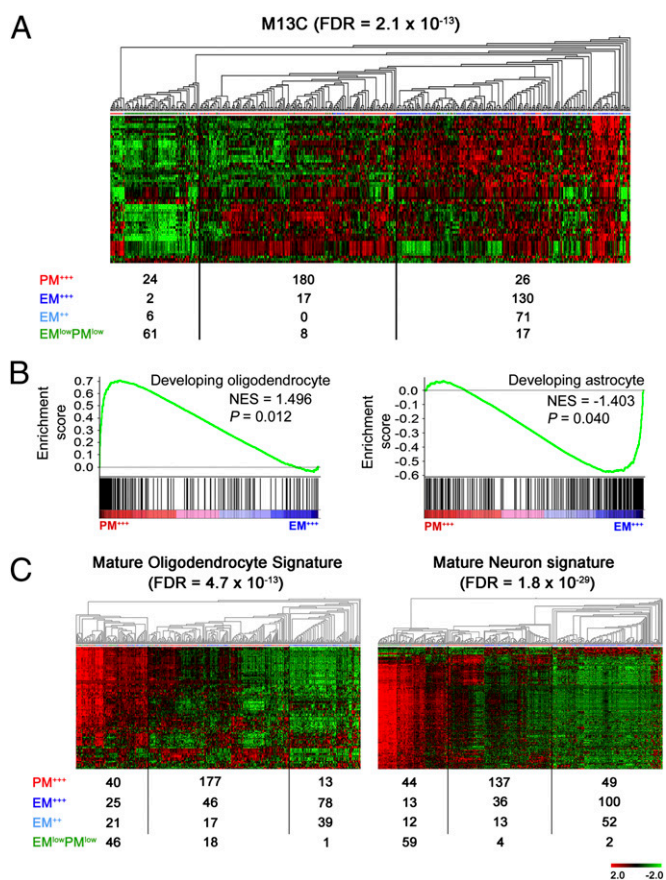 A
M13C (FDR = 2.1 x 10⁻¹³)
PM⁺⁺⁺ 24 180 26
EM⁺⁺⁺ 2 17 130
EM⁺⁺ 6 0 71
EMˡᵒʷPMˡᵒʷ 61 8 17
B
Enrichment score
0.7
0.6
0.5
0.4
0.3
0.2
0.1
0.0
Developing oligodendrocyte
NES = 1.496
P = 0.012
PM⁺⁺⁺ EM⁺⁺⁺
Enrichment score
0.0
-0.1
-0.2
-0.3
-0.4
-0.5
-0.6
Developing astrocyte
NES = -1.403
P = 0.040
PM⁺⁺⁺ EM⁺⁺⁺
C
Mature Oligodendrocyte Signature
(FDR = 4.7 x 10⁻¹³)
Mature Neuron signature
(FDR = 1.8 x 10⁻²⁹)
PM⁺⁺⁺ 40 177 13 44 137 49
EM⁺⁺⁺ 25 46 78 13 36 100
EM⁺⁺ 21 17 39 12 13 52
EMˡᵒʷPMˡᵒʷ 46 18 1 59 4 2
2.0 -2.0